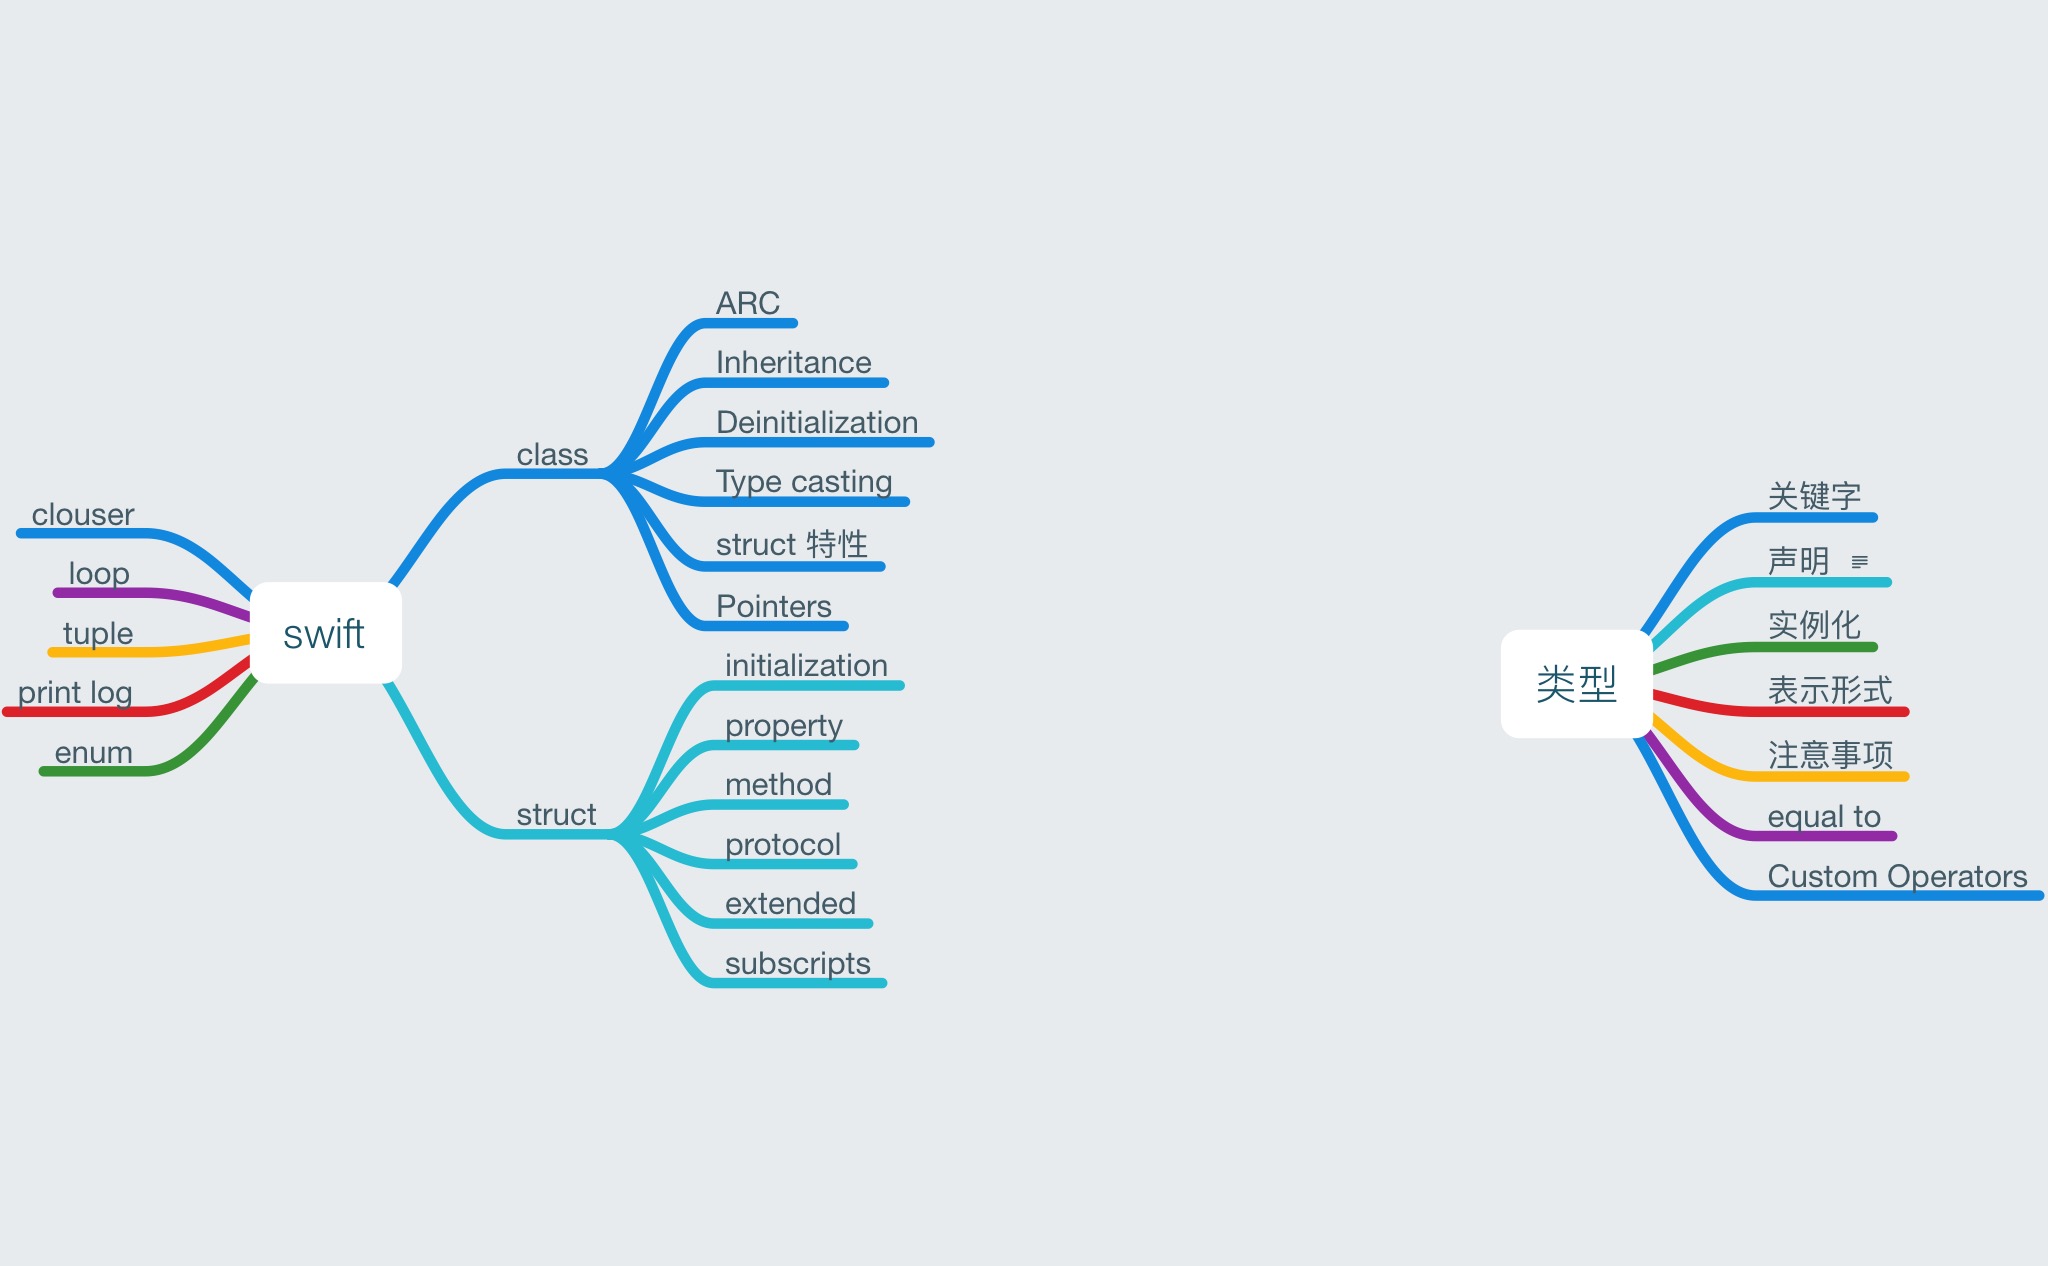 swift
class
ARC
Inheritance
Deinitialization
Type casting
struct 特性
Pointers
struct
initialization
property
method
protocol
extended
subscripts
clouser
loop
tuple
print log
enum
类型
关键字
声明
实例化
表示形式
注意事项
equal to
Custom Operators